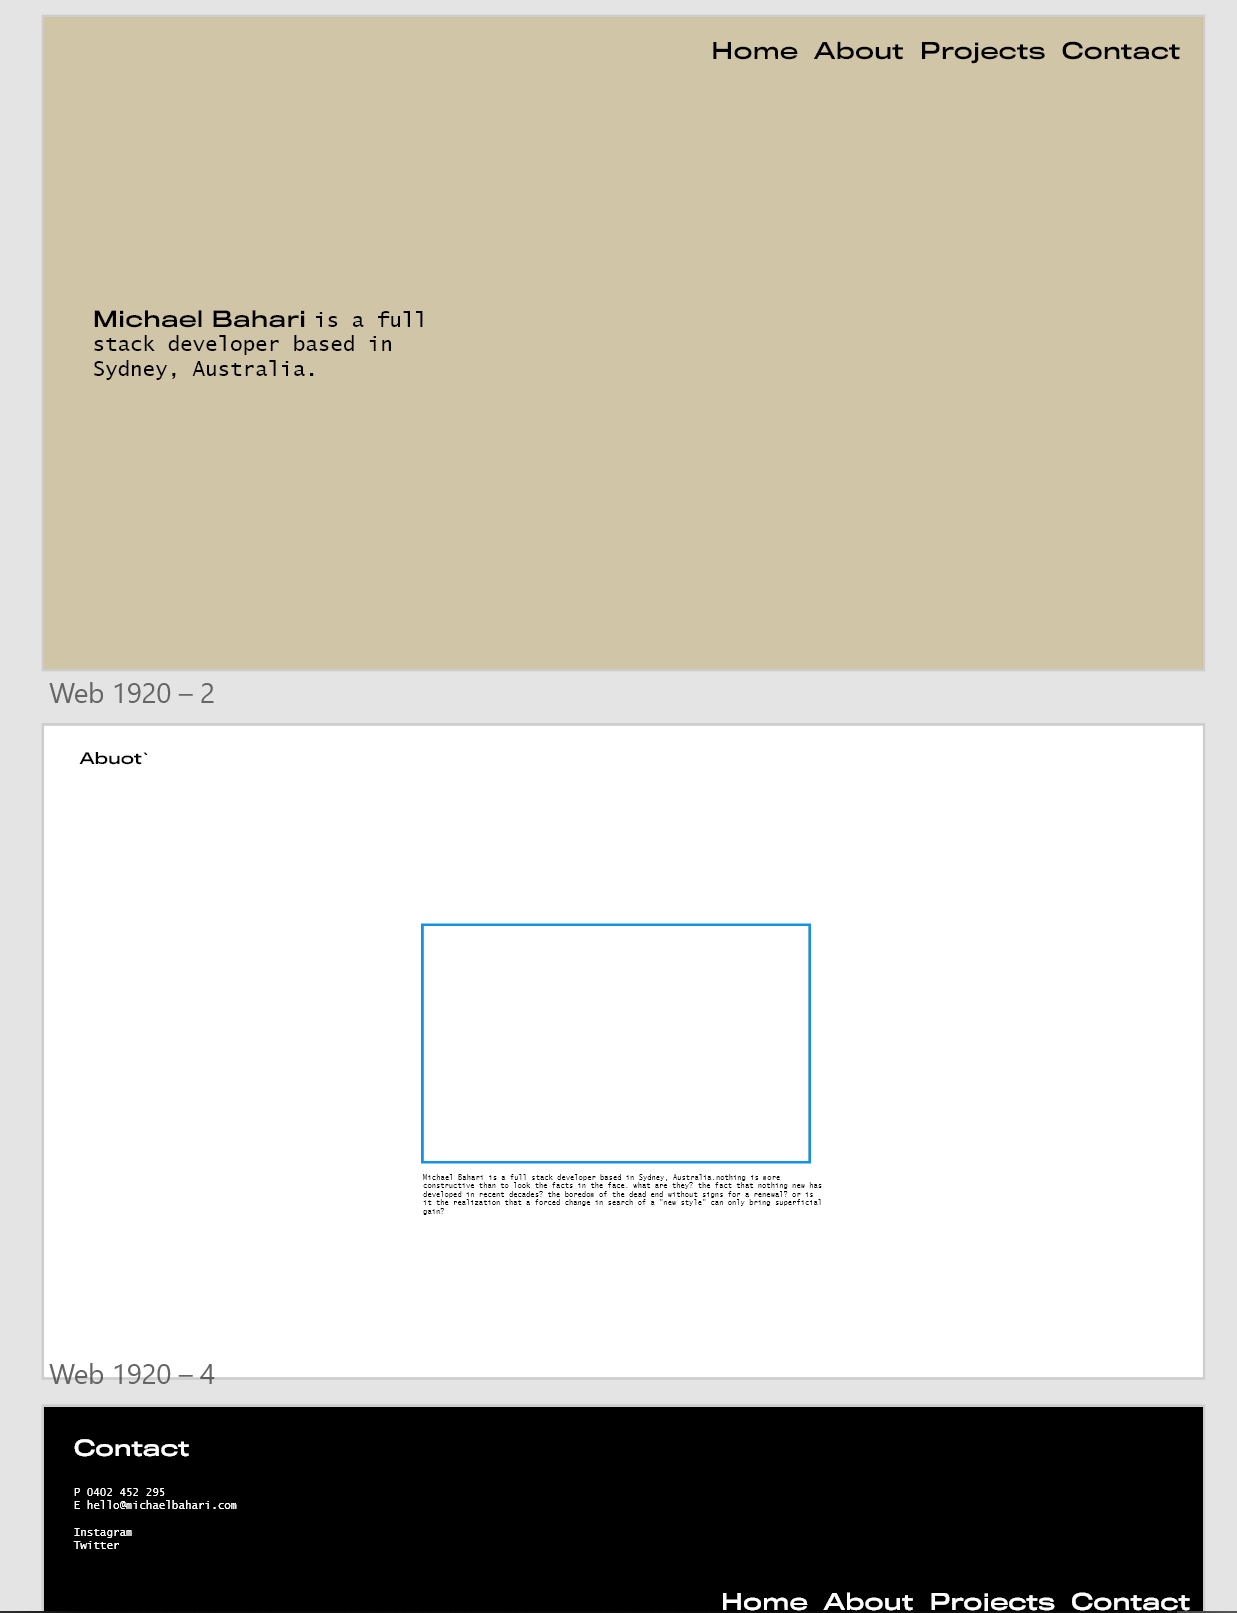 Home About Projects Contact
Michael Bahari is a full
stack developer based in
Sydney, Australia.
Web 1920 – 2
Abuot`
Michael Bahari is a full stack developer based in Sydney, Australia.nothing is more
constructive than to look the facts in the face. what are they? the fact that nothing new has
developed in recent decades? the boredom of the dead end without signs for a renewal? or is
it the realization that a forced change in search of a "new style" can only bring superficial
gain?
Web 1920 – 4
Contact
P 0402 452 295
E hello@michaelbahari.com
Instagram
Twitter
Home About Projects Contact